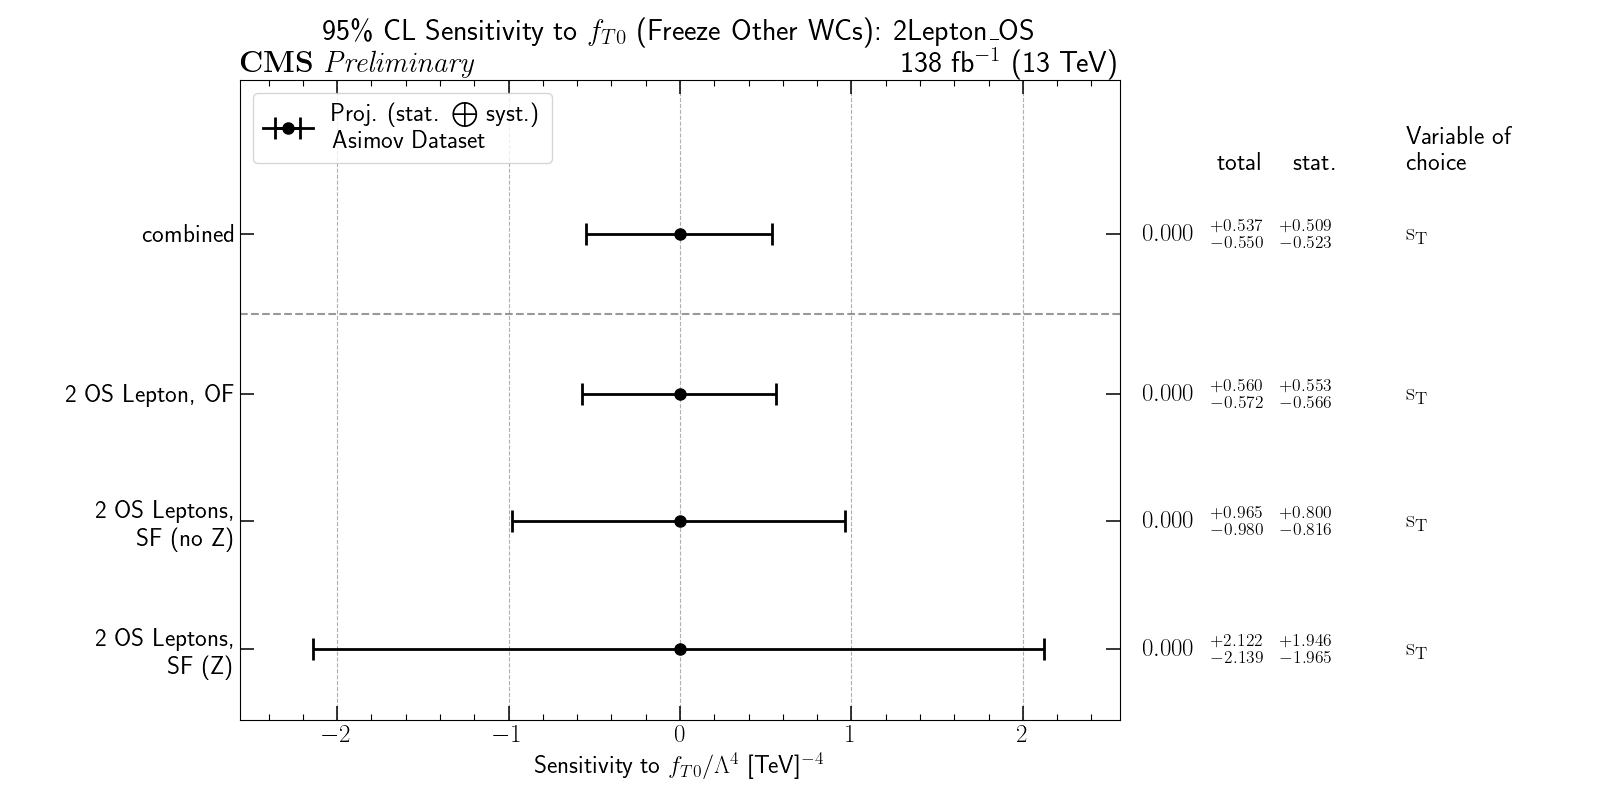 95% CL Sensitivity to f_{T0} (Freeze Other WCs): 2Lepton_OS
CMS Preliminary 138 fb^{−1} (13 TeV)
Proj. (stat. ⨁ syst.)
Asimov Dataset
Variable of
total stat. choice
combined 0.000 +0.537 −0.550 +0.509 −0.523 s_T
2 OS Lepton, OF 0.000 +0.560 −0.572 +0.553 −0.566 s_T
2 OS Leptons,
SF (no Z) 0.000 +0.965 −0.980 +0.800 −0.816 s_T
2 OS Leptons,
SF (Z) 0.000 +2.122 −2.139 +1.946 −1.965 s_T
−2 −1 0 1 2
Sensitivity to f_{T0}/Λ^4 [TeV]^{−4}